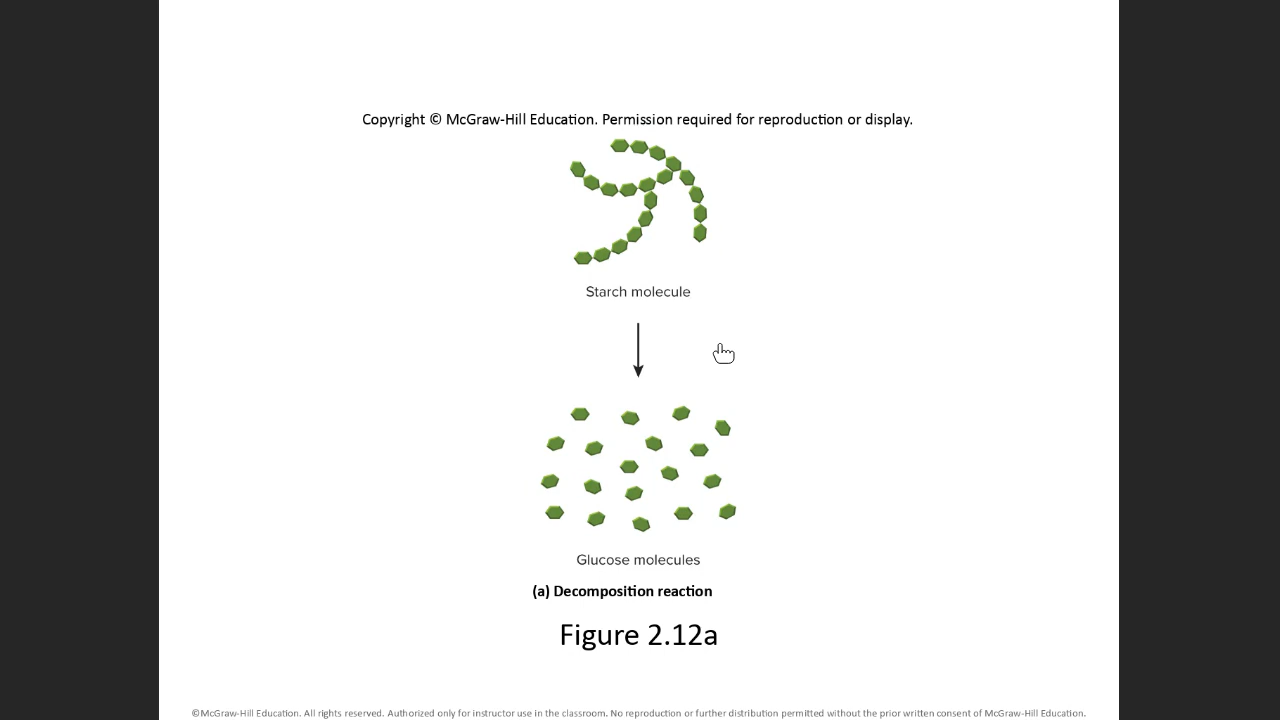 Copyright © McGraw-Hill Education. Permission required for reproduction or display.
Starch molecule
Glucose molecules
(a) Decomposition reaction
Figure 2.12a
©McGraw-Hill Education. All rights reserved. Authorized only for instructor use in the classroom. No reproduction or further distribution permitted without the prior written consent of McGraw-Hill Education.